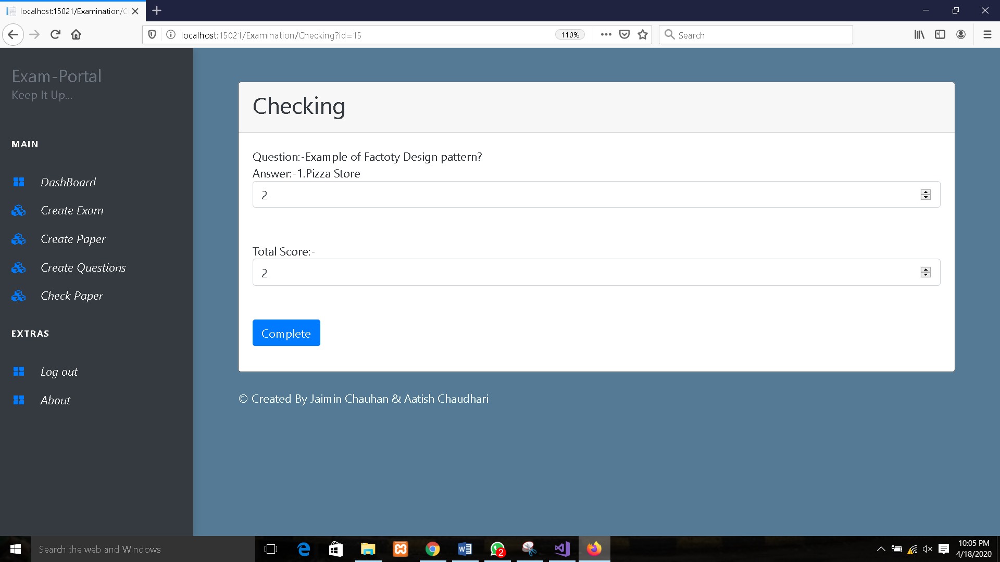 localhost:15021/Examination/C
localhost:15021/Examination/Checking?id=15
110%
Search
Exam-Portal
Keep It Up...
MAIN
DashBoard
Create Exam
Create Paper
Create Questions
Check Paper
EXTRAS
Log out
About
Checking
Question:-Example of Factoty Design pattern?
Answer:-1.Pizza Store
2
Total Score:-
2
Complete
© Created By Jaimin Chauhan & Aatish Chaudhari
Search the web and Windows
2
10:05 PM
4/18/2020